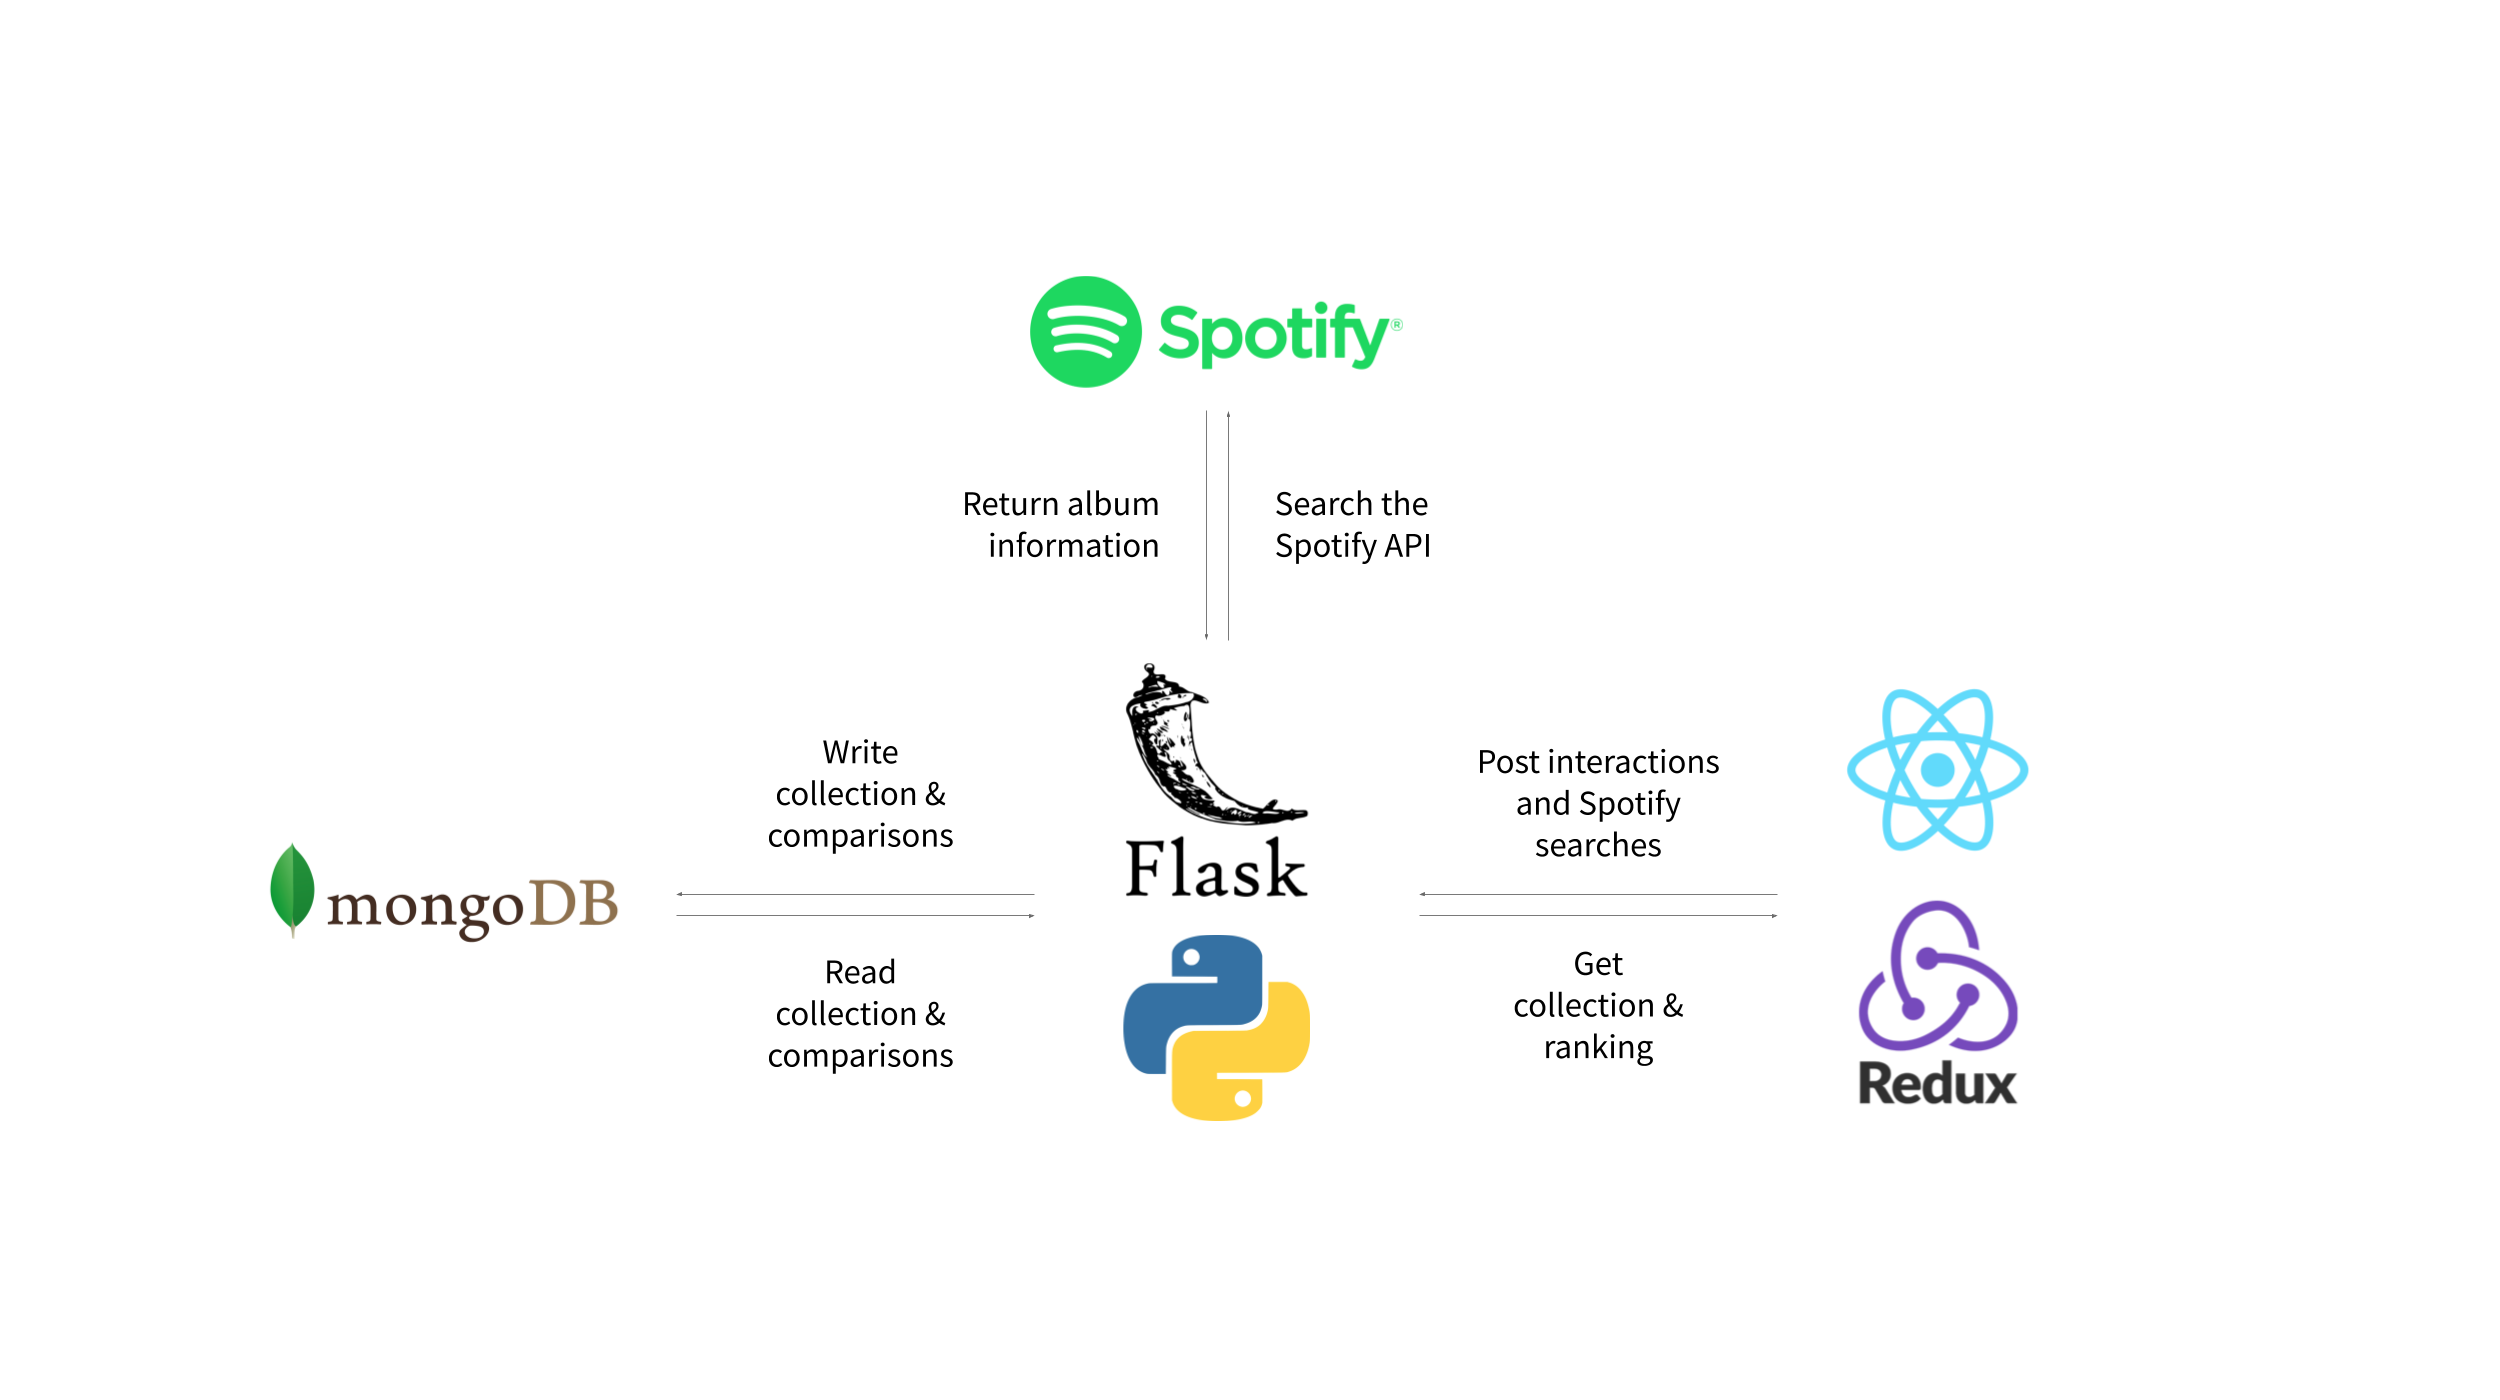 Spotify®
Return album
information
Search the
Spotify API
Write
collection &
comparisons
Flask
Post interactions
and Spotify
searches
mongoDB
Read
collection &
comparisons
Get
collection &
ranking
Redux